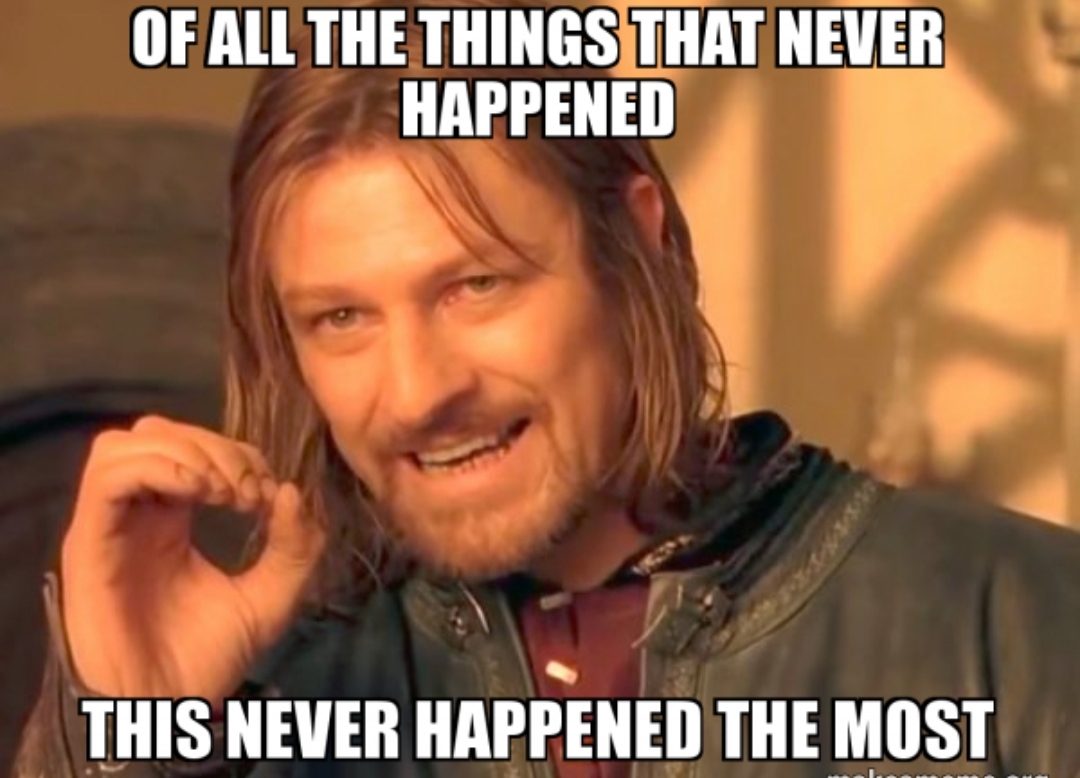 OF ALL THE THINGS THAT NEVER
HAPPENED
THIS NEVER HAPPENED THE MOST